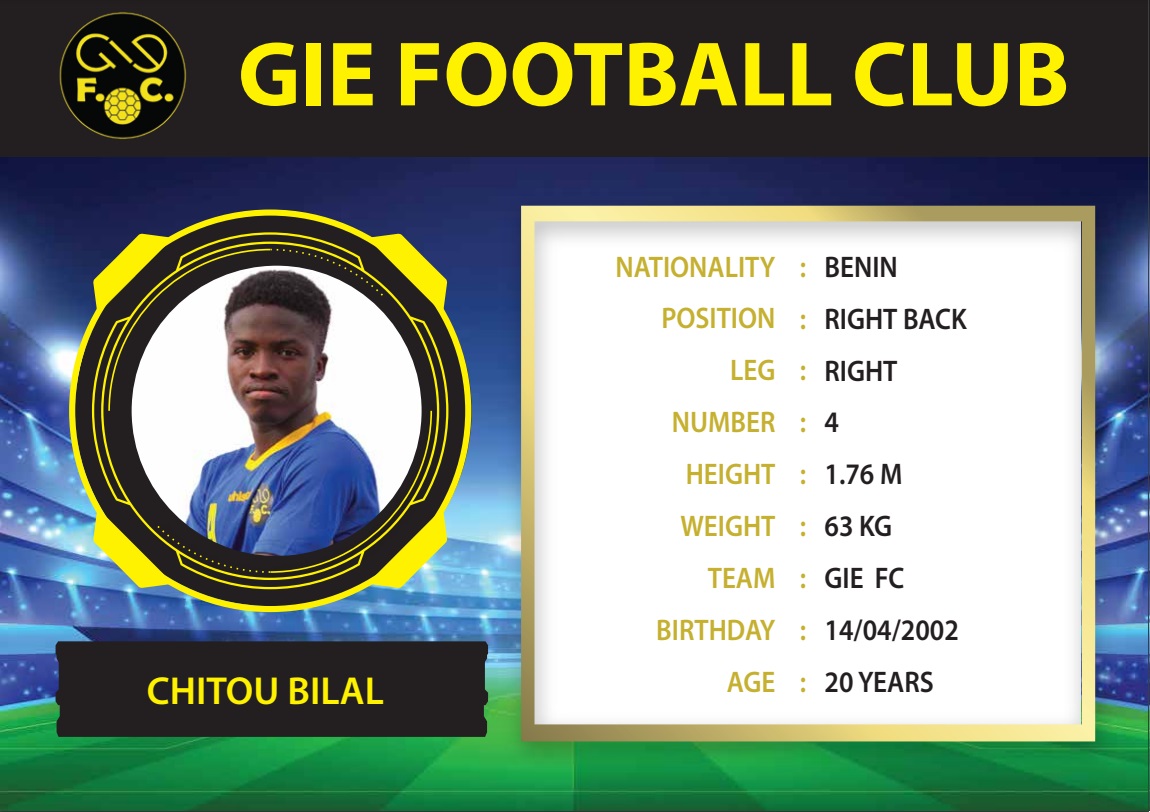 F. C.
GIE FOOTBALL CLUB
NATIONALITY : BENIN
POSITION : RIGHT BACK
LEG : RIGHT
NUMBER : 4
HEIGHT : 1.76 M
WEIGHT : 63 KG
TEAM : GIE FC
BIRTHDAY : 14/04/2002
AGE : 20 YEARS
CHITOU BILAL